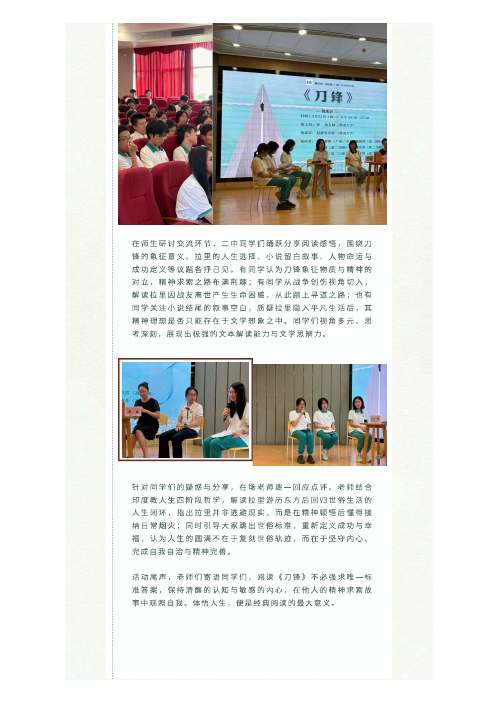 《刀锋》
在师生研讨交流环节，二中同学们踊跃分享阅读感悟，围绕刀
锋的象征意义、拉里的人生选择、小说留白叙事、人物命运与
成功定义等议题各抒己见。有同学认为刀锋象征物质与精神的
对立，精神求索之路布满荆棘；有同学从战争创伤视角切入，
解读拉里因战友离世产生生命困惑，从此踏上寻道之路；也有
同学关注小说结尾的叙事空白，质疑拉里隐入平凡生活后，其
精神理想是否只能存在于文学想象之中。同学们视角多元、思
考深刻，展现出极强的文本解读能力与文学思辨力。
针对同学们的疑惑与分享，在场老师逐一回应点评。老师结合
印度教人生四阶段哲学，解读拉里游历东方后回归世俗生活的
人生闭环，指出拉里并非逃避现实，而是在精神顿悟后懂得接
纳日常烟火；同时引导大家跳出世俗标准，重新定义成功与幸
福，认为人生的圆满不在于复刻世俗轨迹，而在于坚守内心、
完成自我自洽与精神完善。
活动尾声，老师们寄语同学们，阅读《刀锋》不必强求唯一标
准答案，保持清醒的认知与敏感的内心，在他人的精神求索故
事中观照自我、体悟人生，便是经典阅读的最大意义。